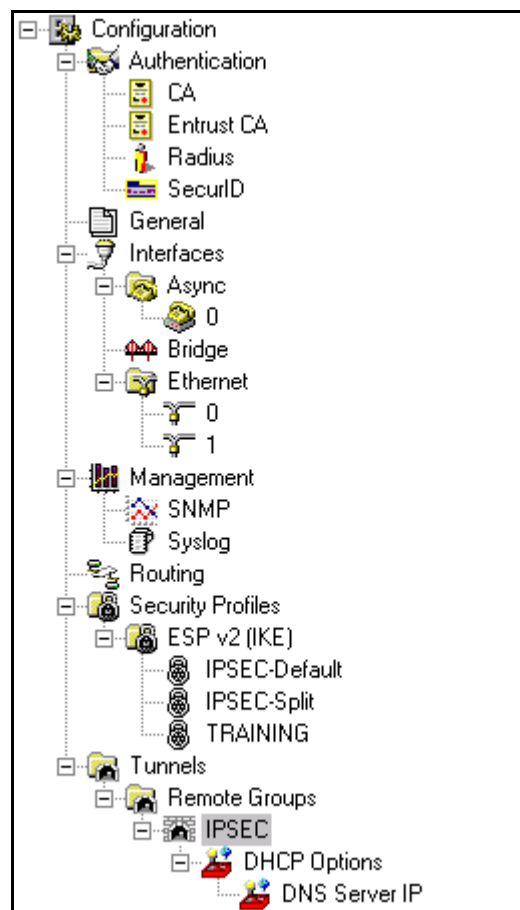 Configuration
Authentication
CA
Entrust CA
Radius
SecurID
General
Interfaces
Async
0
Bridge
Ethernet
0
1
Management
SNMP
Syslog
Routing
Security Profiles
ESP v2 (IKE)
IPSEC-Default
IPSEC-Split
TRAINING
Tunnels
Remote Groups
IPSEC
DHCP Options
DNS Server IP